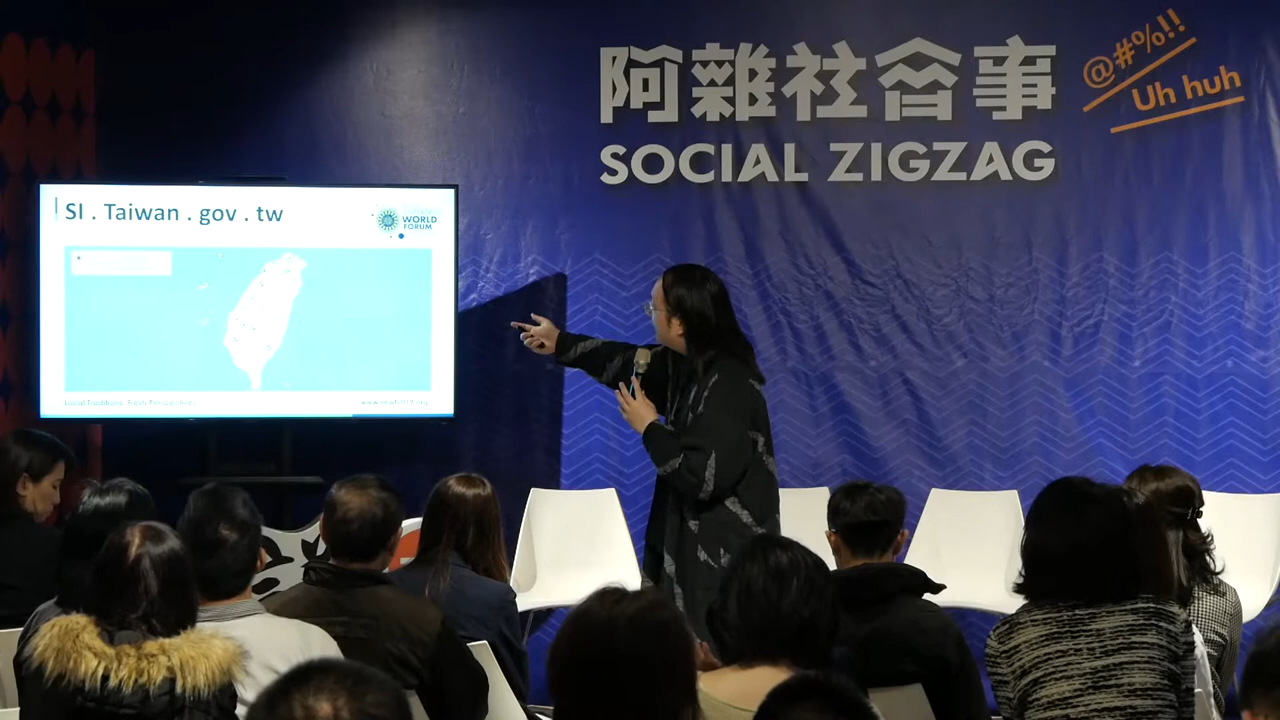 阿雜社會事
SOCIAL ZIGZAG
@#%!!
Uh huh
SI . Taiwan . gov . tw
WORLD
FORUM